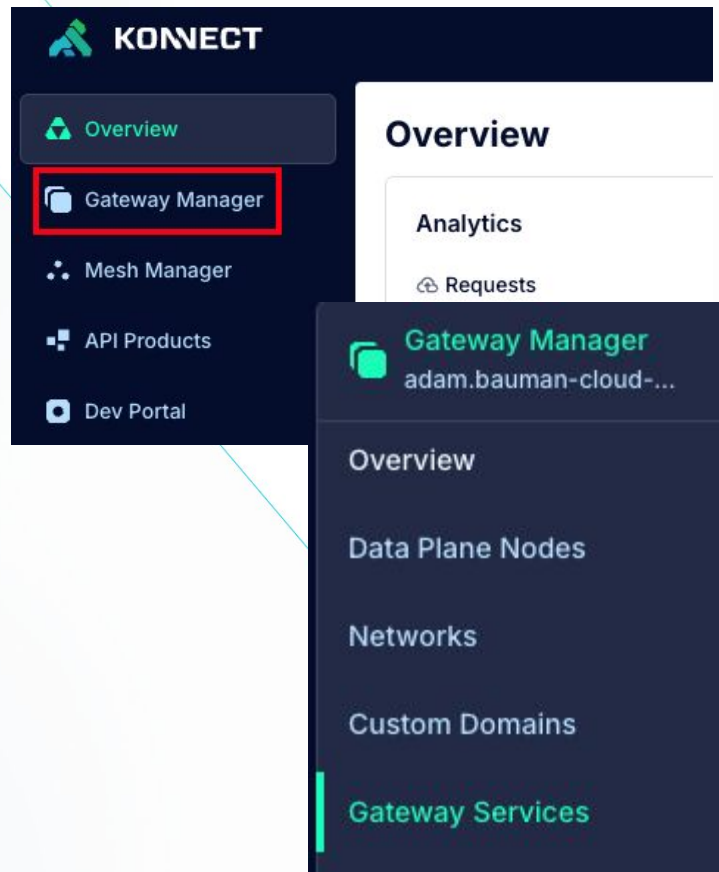 KONNECT
Overview
Gateway Manager
Mesh Manager
API Products
Dev Portal
Overview
Analytics
Requests
Gateway Manager
adam.bauman-cloud-...
Overview
Data Plane Nodes
Networks
Custom Domains
Gateway Services